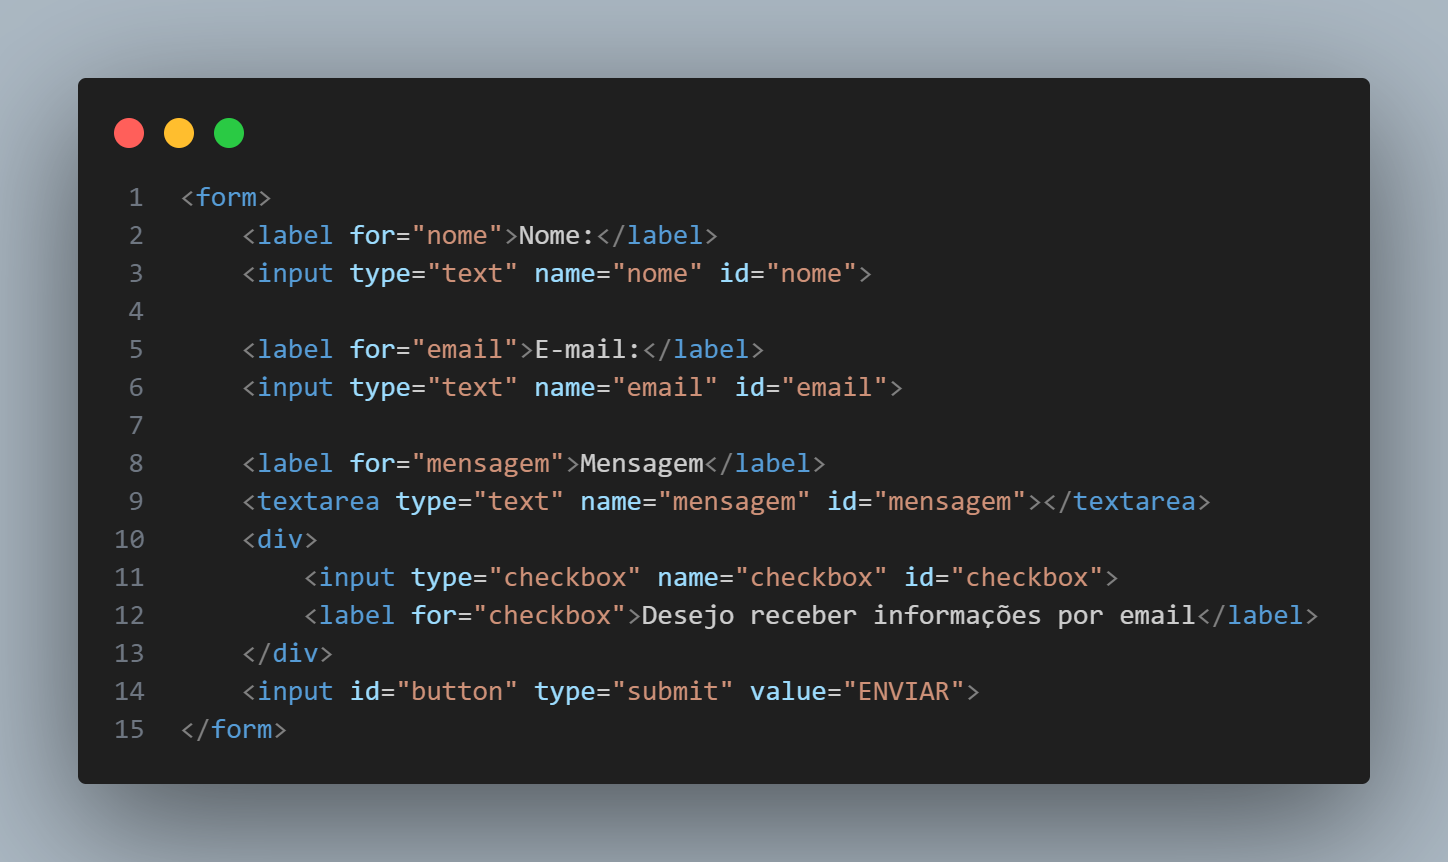 1 <form>
2     <label for="nome">Nome:</label>
3     <input type="text" name="nome" id="nome">
4
5     <label for="email">E-mail:</label>
6     <input type="text" name="email" id="email">
7
8     <label for="mensagem">Mensagem</label>
9     <textarea type="text" name="mensagem" id="mensagem"></textarea>
10     <div>
11         <input type="checkbox" name="checkbox" id="checkbox">
12         <label for="checkbox">Desejo receber informações por email</label>
13     </div>
14     <input id="button" type="submit" value="ENVIAR">
15 </form>